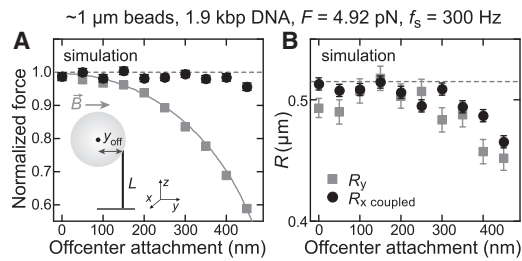 ~1 μm beads, 1.9 kbp DNA, F = 4.92 pN, fs = 300 Hz
A
simulation
Normalized force
1.0
0.9
0.8
0.7
0.6
B
yoff
L
z
x
y
0 100 200 300 400
Offcenter attachment (nm)
B
simulation
R (μm)
0.5
0.4
Ry
Rx coupled
0 100 200 300 400
Offcenter attachment (nm)